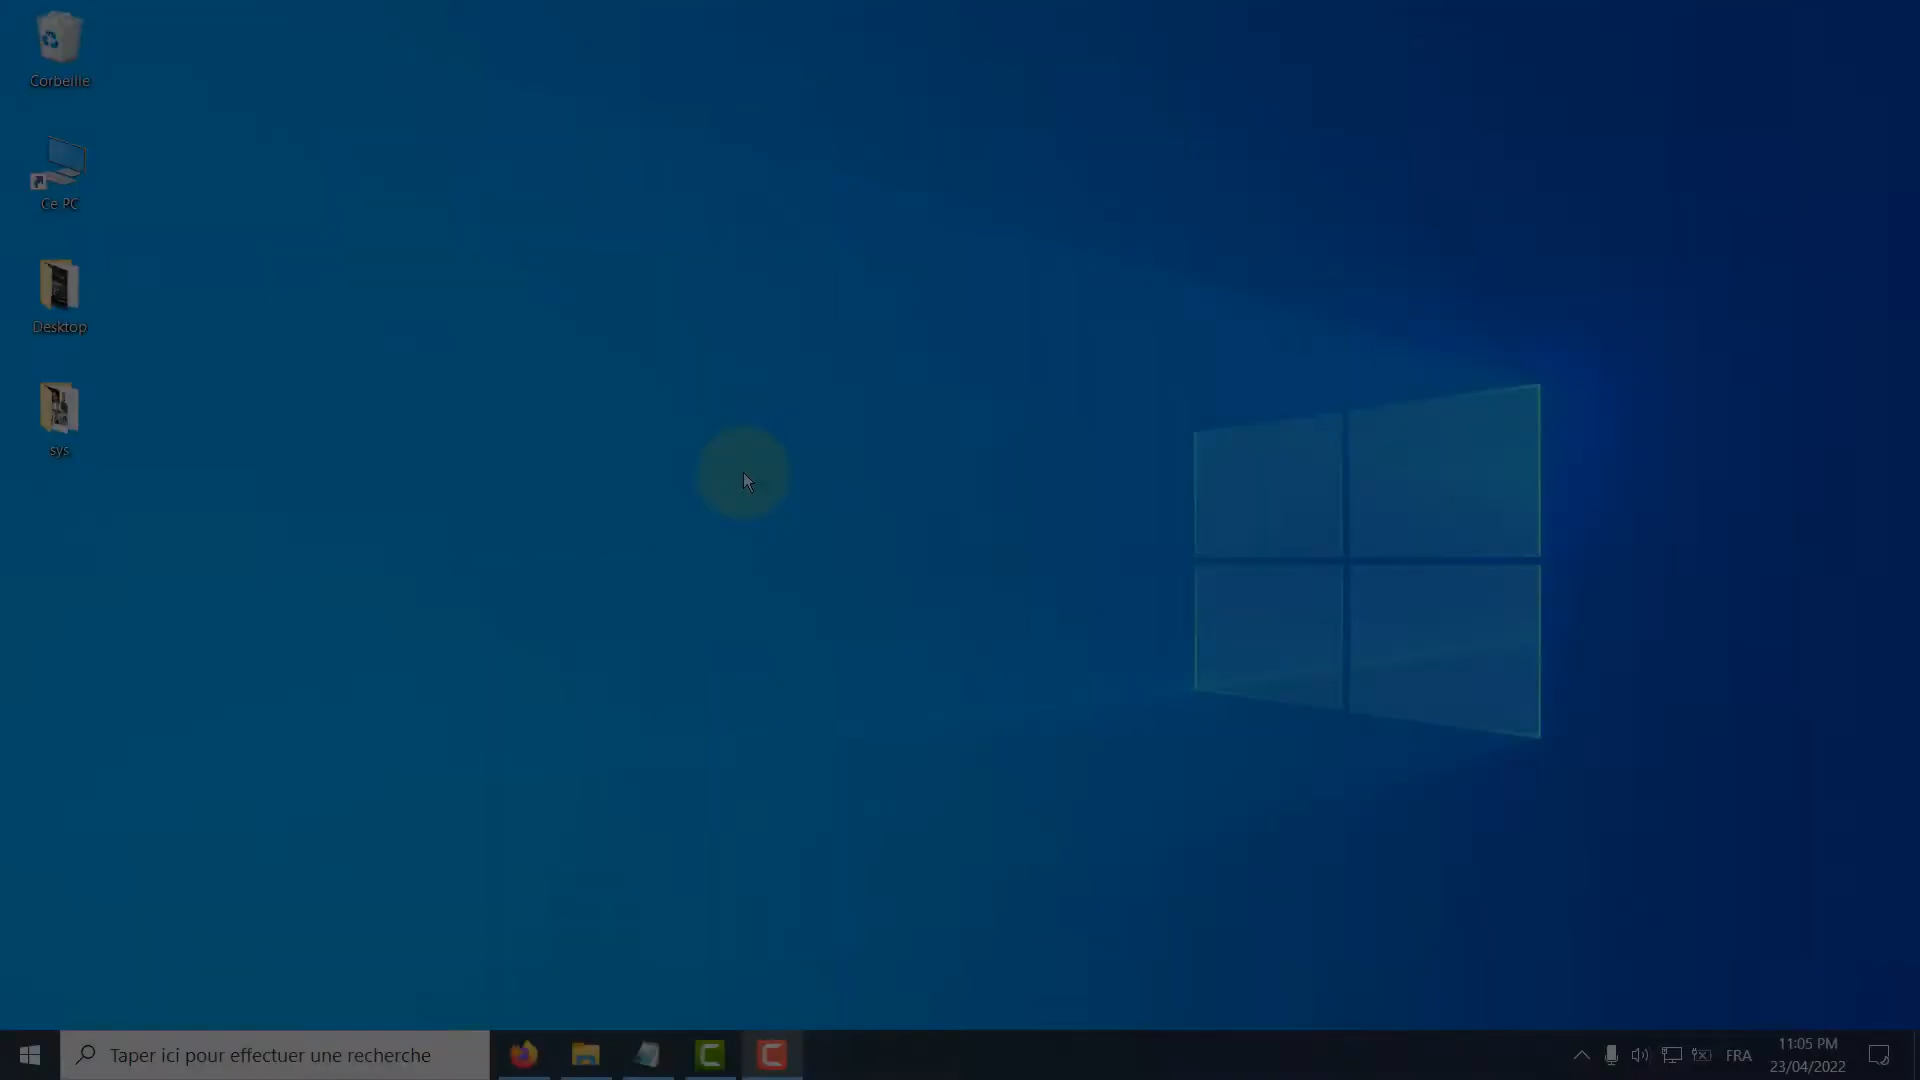 Corbeille
Ce PC
Desktop
sys
Taper ici pour effectuer une recherche
FRA
11:05 PM
23/04/2022